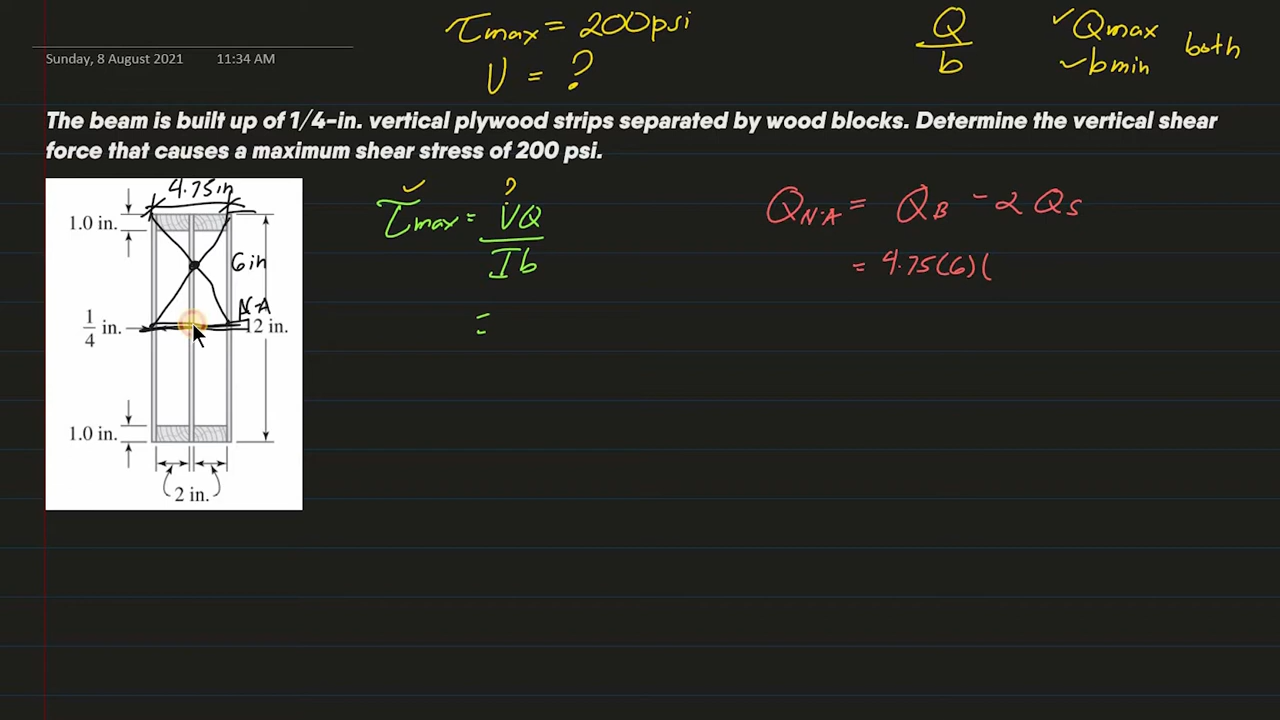 τmax = 200psi
Q/b
✓Qmax
✓bmin
both
Sunday, 8 August 2021 11:34 AM
V = ?
The beam is built up of 1/4-in. vertical plywood strips separated by wood blocks. Determine the vertical shear
force that causes a maximum shear stress of 200 psi.
4.75in
1.0 in.
6in
N-A
1/4 in.
12 in.
1.0 in.
2 in.
✓ ?
τmax = VQ/Ib
=
QN·A = QB - 2 QS
= 4.75(6)(